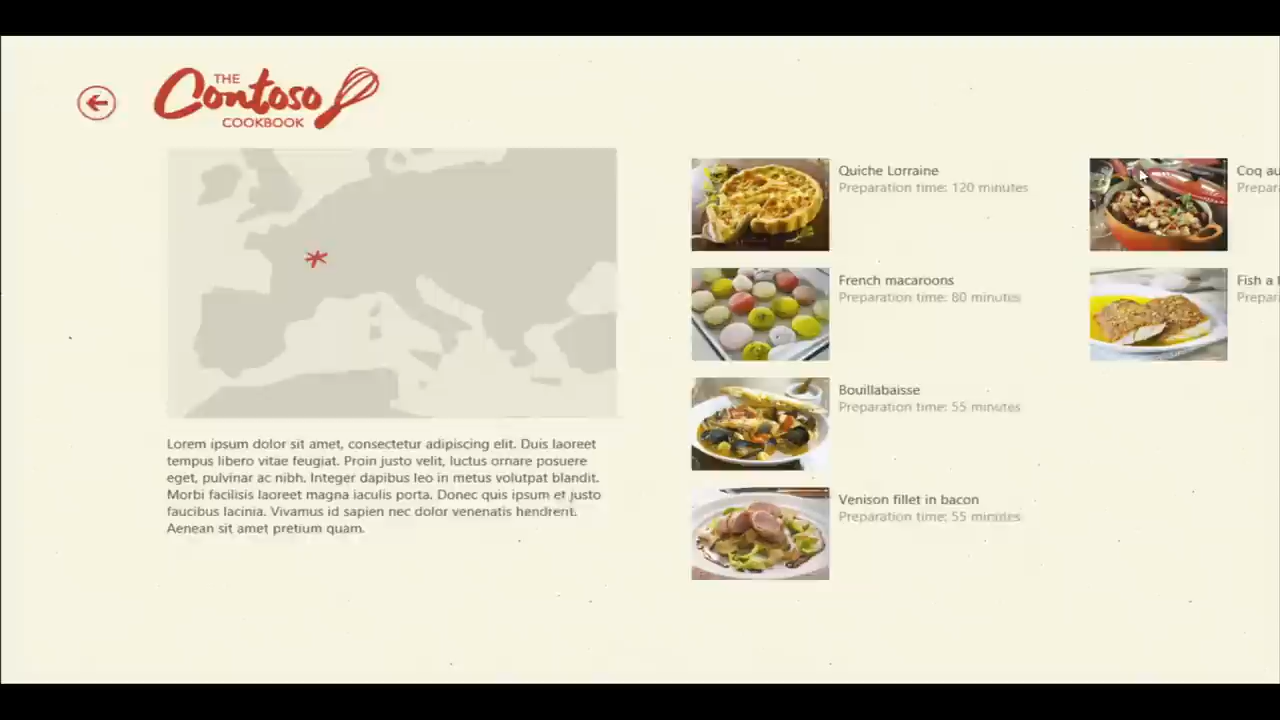 THE
Contoso
COOKBOOK
Lorem ipsum dolor sit amet, consectetur adipiscing elit. Duis laoreet
tempus libero vitae feugiat. Proin justo velit, luctus ornare posuere
eget, pulvinar ac nibh. Integer dapibus leo in metus volutpat blandit.
Morbi facilisis laoreet magna iaculis porta. Donec quis ipsum et justo
faucibus lacinia. Vivamus id sapien nec dolor venenatis hendrerit.
Aenean sit amet pretium quam.
Quiche Lorraine
Preparation time: 120 minutes
French macaroons
Preparation time: 80 minutes
Bouillabaisse
Preparation time: 55 minutes
Venison fillet in bacon
Preparation time: 55 minutes
Coq au
Prepar
Fish a l
Prepar